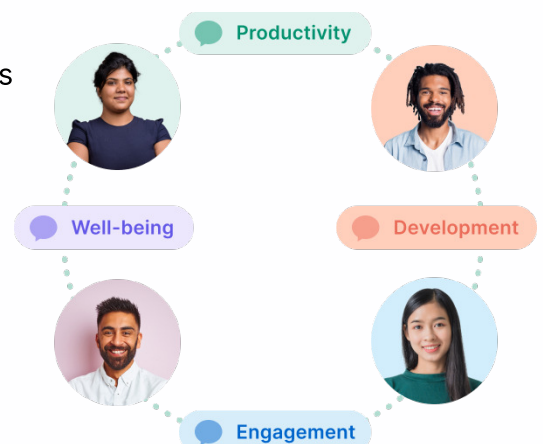 Productivity
s
Well-being
Development
Engagement